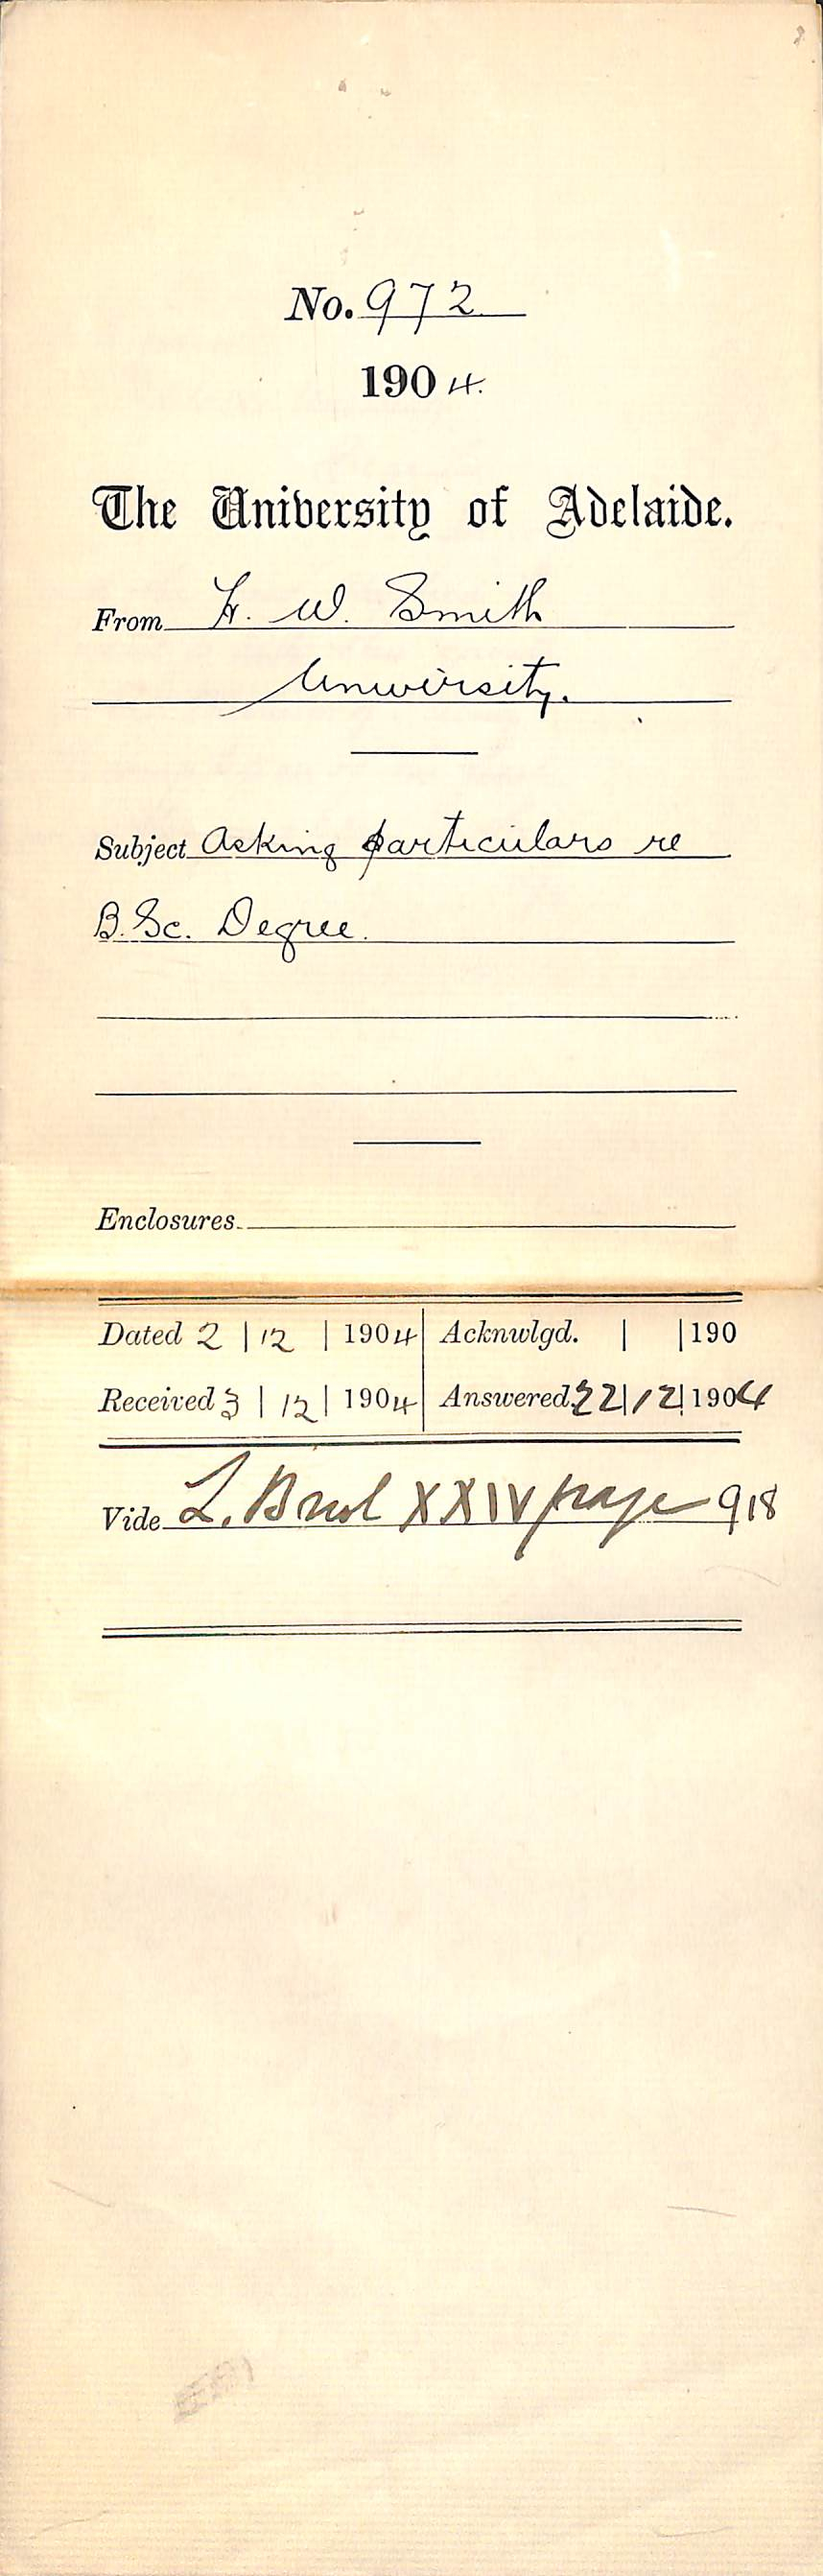 No. 972
1904.
The University of Adelaide.
From W. Smith
University.
Subject Asking particulars re
B.Sc. Degree.
Enclosures
Dated 2 | 12 | 1904 Acknwlgd. | | 190
Received 3 | 12 | 1904 Answered 22 | 12 | 1904
Vide L. Book XXIV page 918